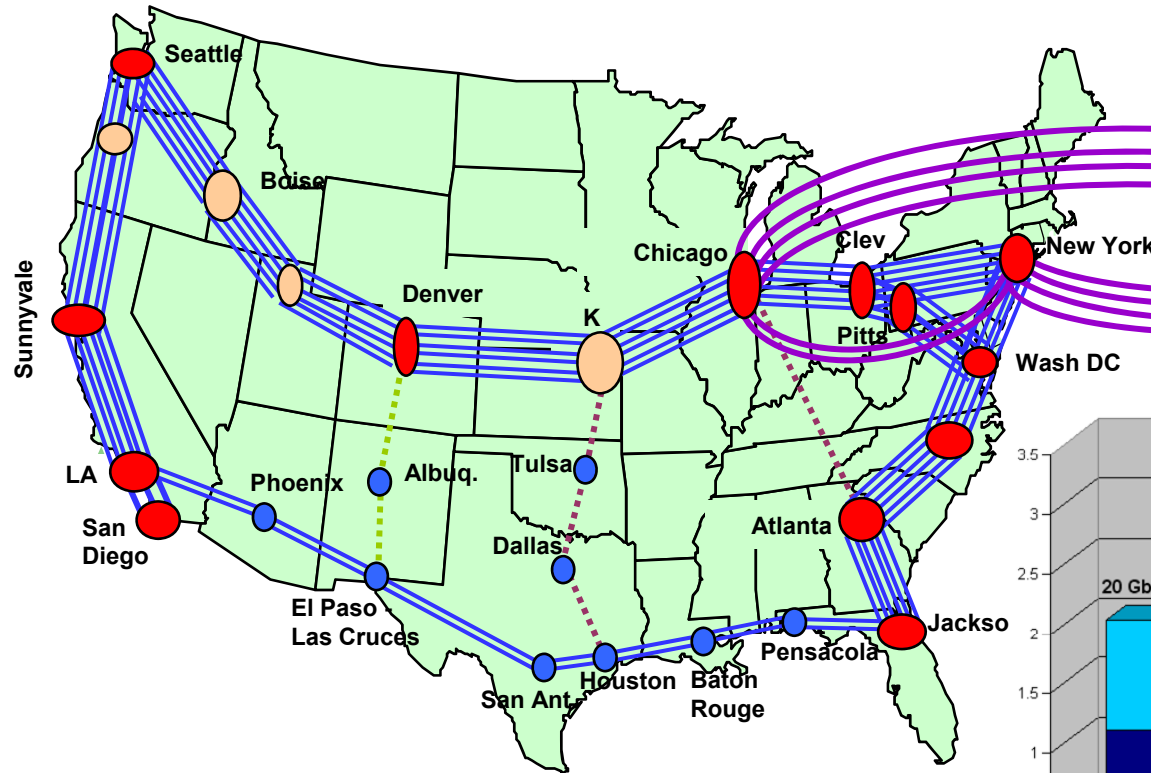 Seattle
Boise
Sunnyvale
Chicago
Clev
New York
Denver
K
Pitts
Wash DC
LA
Phoenix
Albuq.
Tulsa
San
Diego
Dallas
Atlanta
El Paso
Las Cruces
Jackso
Pensacola
San Ant.
Houston
Baton
Rouge
3.5
3
2.5
20 Gb
2
1.5
1